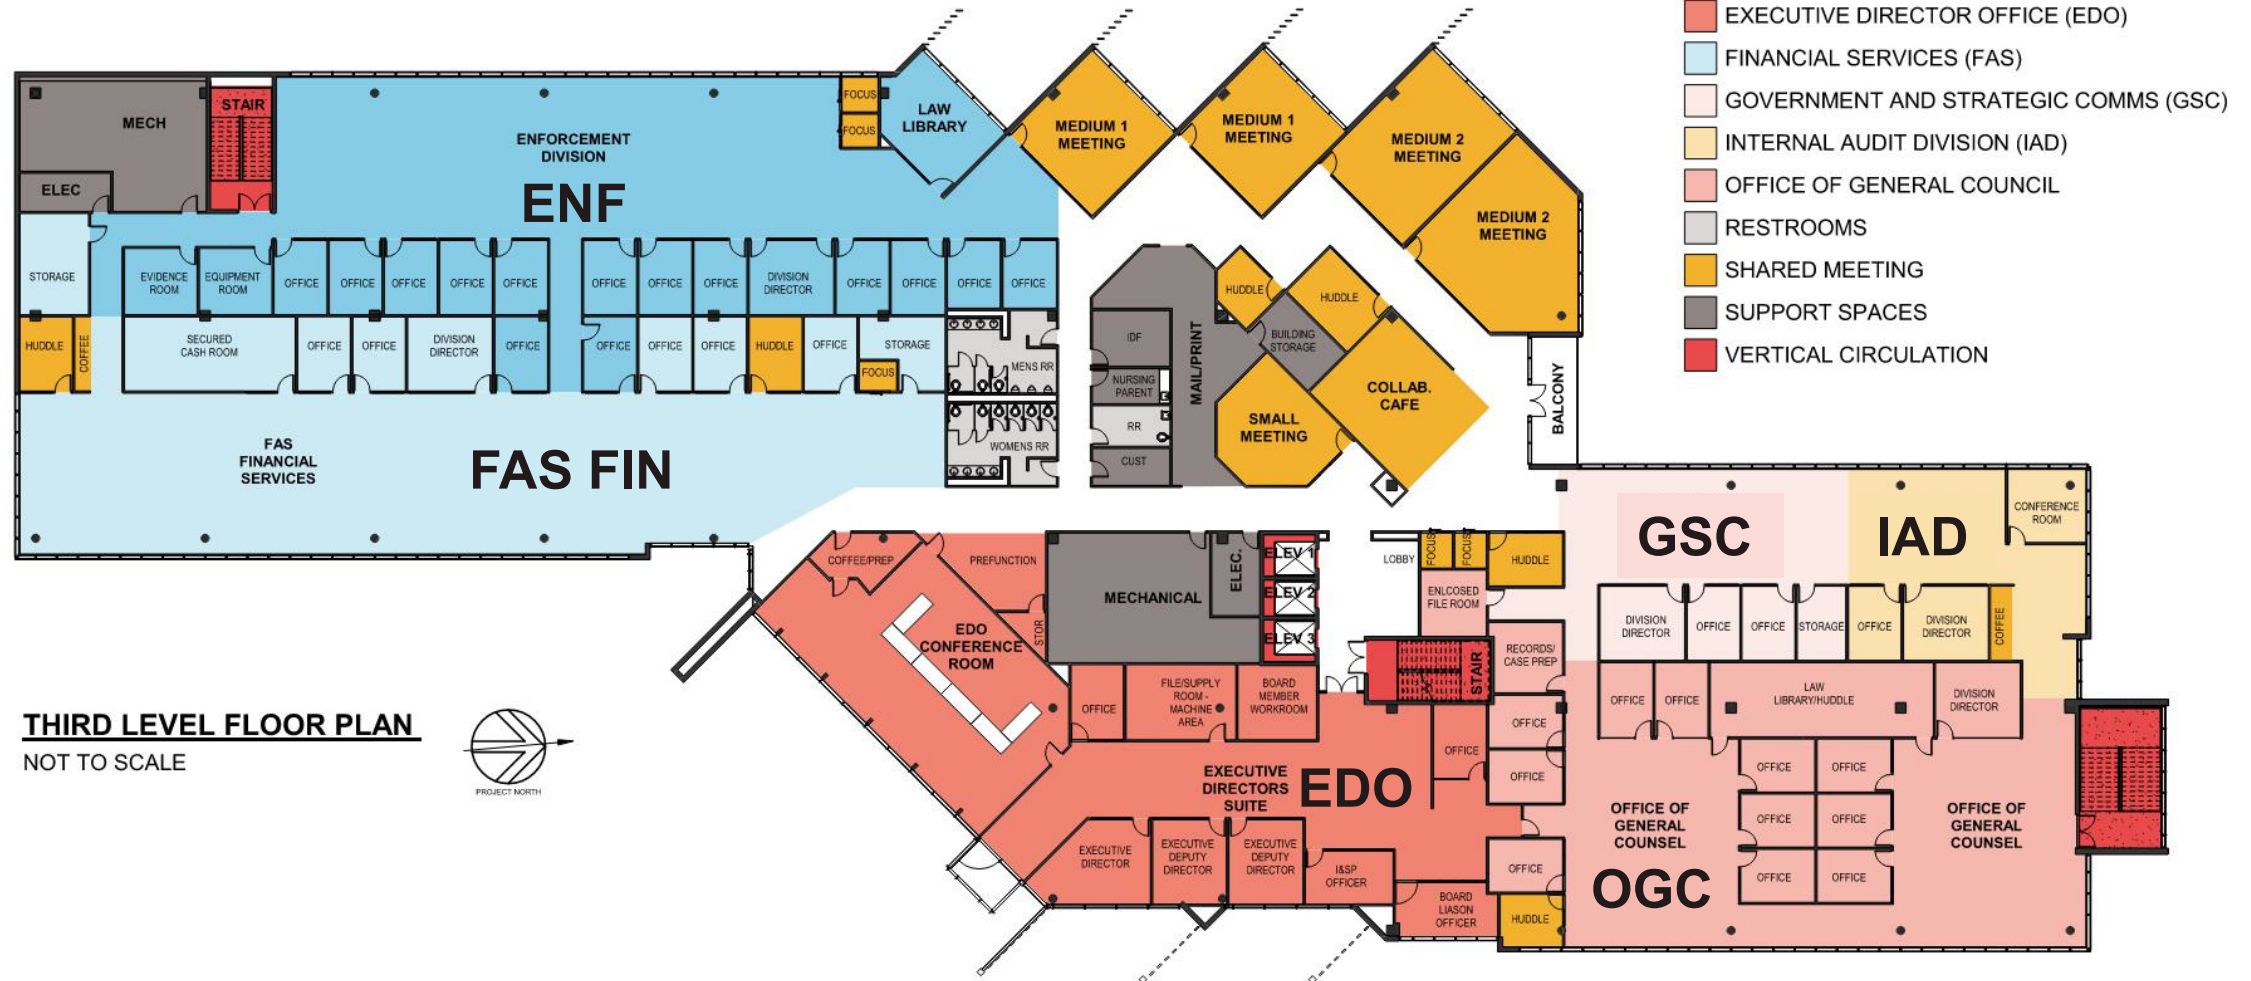 EXECUTIVE DIRECTOR OFFICE (EDO)
FINANCIAL SERVICES (FAS)
GOVERNMENT AND STRATEGIC COMMS (GSC)
INTERNAL AUDIT DIVISION (IAD)
OFFICE OF GENERAL COUNCIL
RESTROOMS
SHARED MEETING
SUPPORT SPACES
VERTICAL CIRCULATION
MECH
STAIR
ELEC
ENFORCEMENT
DIVISION
ENF
FOCUS
FOCUS
LAW
LIBRARY
MEDIUM 1
MEETING
MEDIUM 1
MEETING
MEDIUM 2
MEETING
MEDIUM 2
MEETING
STORAGE
EVIDENCE
ROOM
EQUIPMENT
ROOM
OFFICE
OFFICE
OFFICE
OFFICE
OFFICE
OFFICE
OFFICE
OFFICE
DIVISION
DIRECTOR
OFFICE
OFFICE
OFFICE
OFFICE
HUDDLE
COFFEE
SECURED
CASH ROOM
OFFICE
OFFICE
DIVISION
DIRECTOR
OFFICE
OFFICE
OFFICE
OFFICE
HUDDLE
OFFICE
STORAGE
FOCUS
MENS RR
WOMENS RR
IDF
NURSING
PARENT
RR
CUST
MAIL/PRINT
HUDDLE
HUDDLE
BUILDING
STORAGE
COLLAB.
CAFE
SMALL
MEETING
BALCONY
FAS
FINANCIAL
SERVICES
FAS FIN
COFFEE/PREP
PREFUNCTION
STOR
EDO
CONFERENCE
ROOM
MECHANICAL
ELEC.
ELEV 1
ELEV 2
ELEV 3
LOBBY
FOCUS
FOCUS
HUDDLE
ENLCOSED
FILE ROOM
RECORDS/
CASE PREP
STAIR
GSC
IAD
CONFERENCE
ROOM
DIVISION
DIRECTOR
OFFICE
OFFICE
STORAGE
OFFICE
DIVISION
DIRECTOR
COFFEE
OFFICE
OFFICE
LAW
LIBRARY/HUDDLE
DIVISION
DIRECTOR
OFFICE
FILE/SUPPLY
ROOM -
MACHINE
AREA
BOARD
MEMBER
WORKROOM
OFFICE
OFFICE
OFFICE
EXECUTIVE
DIRECTORS
SUITE
EDO
EXECUTIVE
DIRECTOR
EXECUTIVE
DEPUTY
DIRECTOR
EXECUTIVE
DEPUTY
DIRECTOR
I&SP
OFFICER
BOARD
LIASON
OFFICER
OFFICE
HUDDLE
OFFICE OF
GENERAL
COUNSEL
OGC
OFFICE
OFFICE
OFFICE
OFFICE
OFFICE
OFFICE
OFFICE OF
GENERAL
COUNSEL
THIRD LEVEL FLOOR PLAN
NOT TO SCALE
PROJECT NORTH